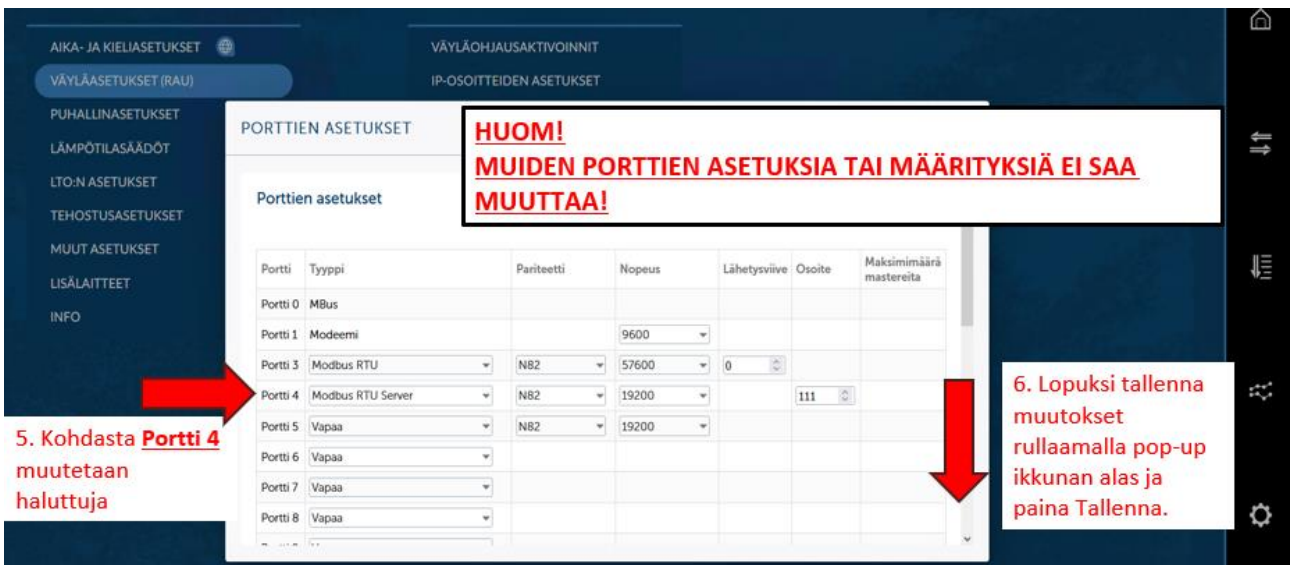 AIKA- JA KIELIASETUKSET
VÄYLÄOHJAUSAKTIVOINNIT
VÄYLÄASETUKSET (RAU)
IP-OSOITTEIDEN ASETUKSET
PUHALLINASETUKSET
LÄMPÖTILASÄÄDÖT
LTO:N ASETUKSET
TEHOSTUSASETUKSET
MUUT ASETUKSET
LISÄLAITTEET
INFO
PORTTIEN ASETUKSET
HUOM!
MUIDEN PORTTIEN ASETUKSIA TAI MÄÄRITYKSIÄ EI SAA
MUUTTAA!
Porttien asetukset
Portti Tyyppi Pariteetti Nopeus Lähetysviive Osoite Maksimimäärä
mastereita
Portti 0 MBus
Portti 1 Modeemi 9600
Portti 3 Modbus RTU N82 57600 0
Portti 4 Modbus RTU Server N82 19200 111
Portti 5 Vapaa N82 19200
Portti 6 Vapaa
Portti 7 Vapaa
Portti 8 Vapaa
5. Kohdasta Portti 4
muutetaan
haluttuja
6. Lopuksi tallenna
muutokset
rullaamalla pop-up
ikkunan alas ja
paina Tallenna.